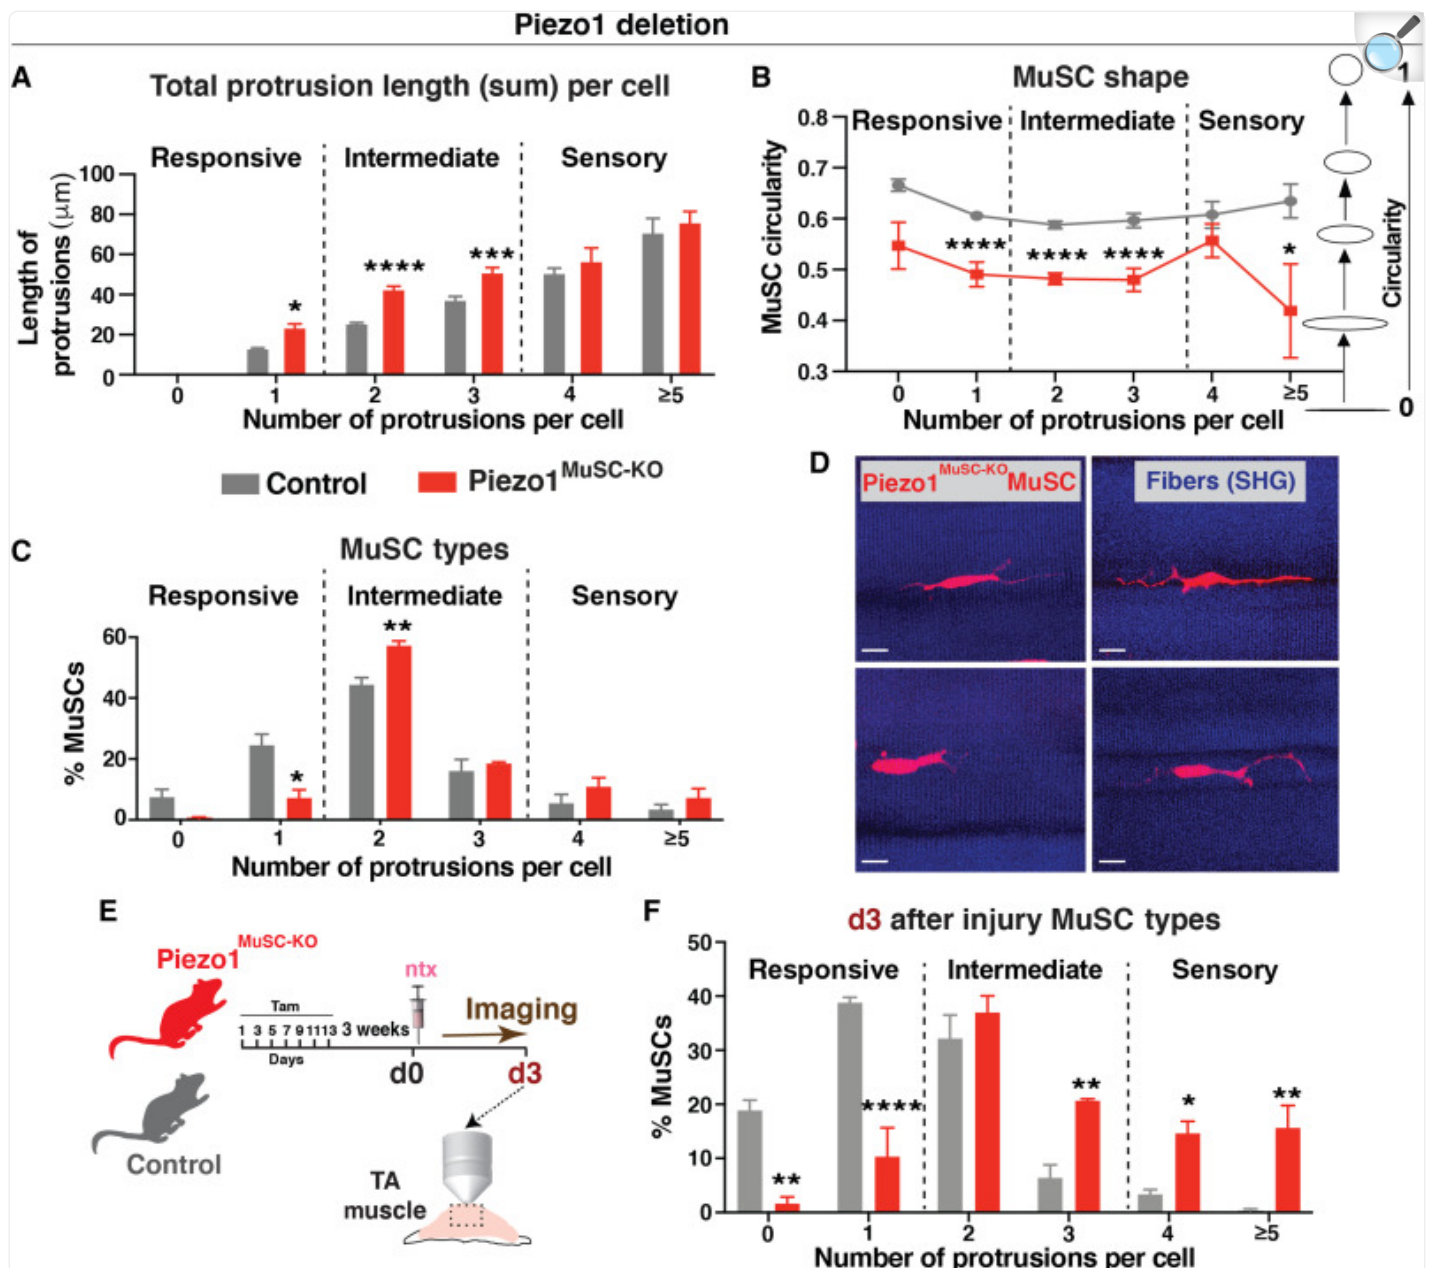 Piezo1 deletion
A
Total protrusion length (sum) per cell
Responsive
Intermediate
Sensory
Length of
protrusions (μm)
100
80
60
40
20
0
*
****
***
0
1
2
3
4
≥5
Number of protrusions per cell
B
MuSC shape
Responsive
Intermediate
Sensory
MuSC circularity
0.8
0.7
0.6
0.5
0.4
0.3
****
****
****
*
0
1
2
3
4
≥5
Number of protrusions per cell
1
Circularity
0
Control
Piezo1MuSC-KO
C
MuSC types
Responsive
Intermediate
Sensory
% MuSCs
60
40
20
0
*
**
0
1
2
3
4
≥5
Number of protrusions per cell
D
Piezo1MuSC-KO MuSC
Fibers (SHG)
E
Piezo1MuSC-KO
Control
Tam
1 3 5 7 9 11 13
Days
3 weeks
ntx
Imaging
d0
d3
TA
muscle
F
d3 after injury MuSC types
Responsive
Intermediate
Sensory
% MuSCs
50
40
30
20
10
0
**
****
**
*
**
0
1
2
3
4
≥5
Number of protrusions per cell